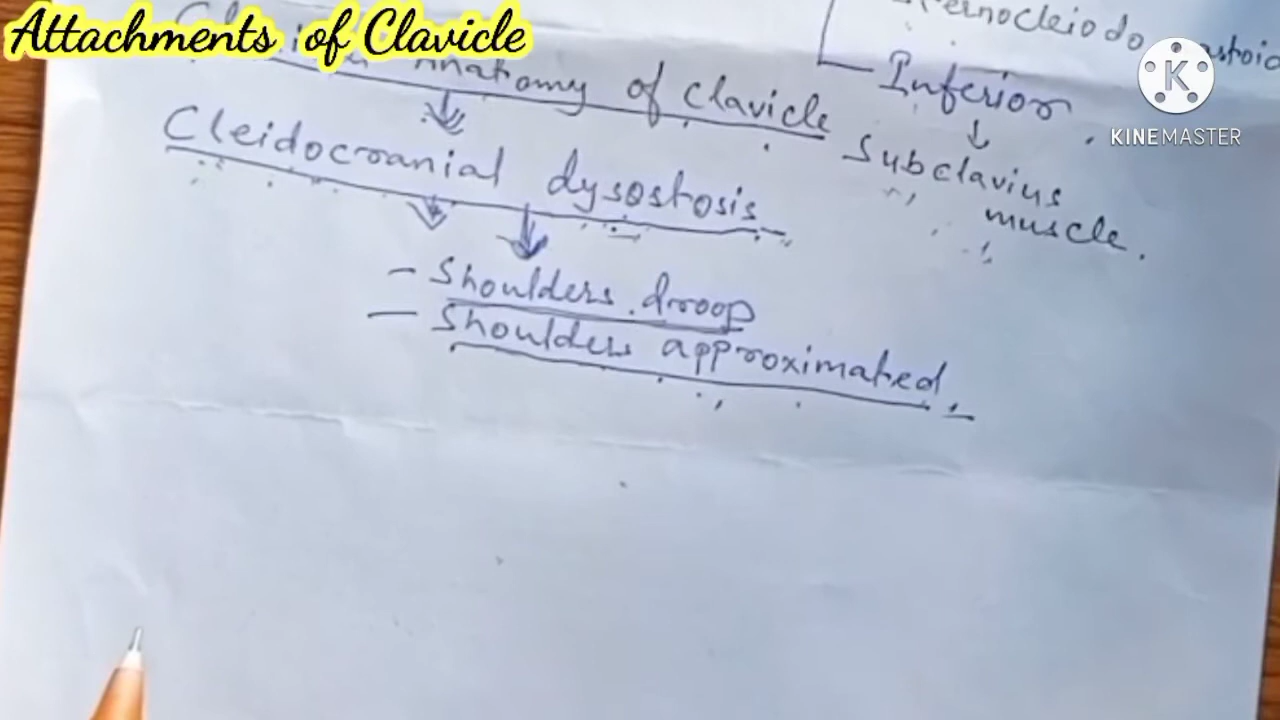 Attachments of Clavicle
Anatomy of Clavicle
Cleidocranial dysostosis
- Shoulders droop
- Shoulders approximated.
Inferior
Subclavius
muscle.
KINEMASTER